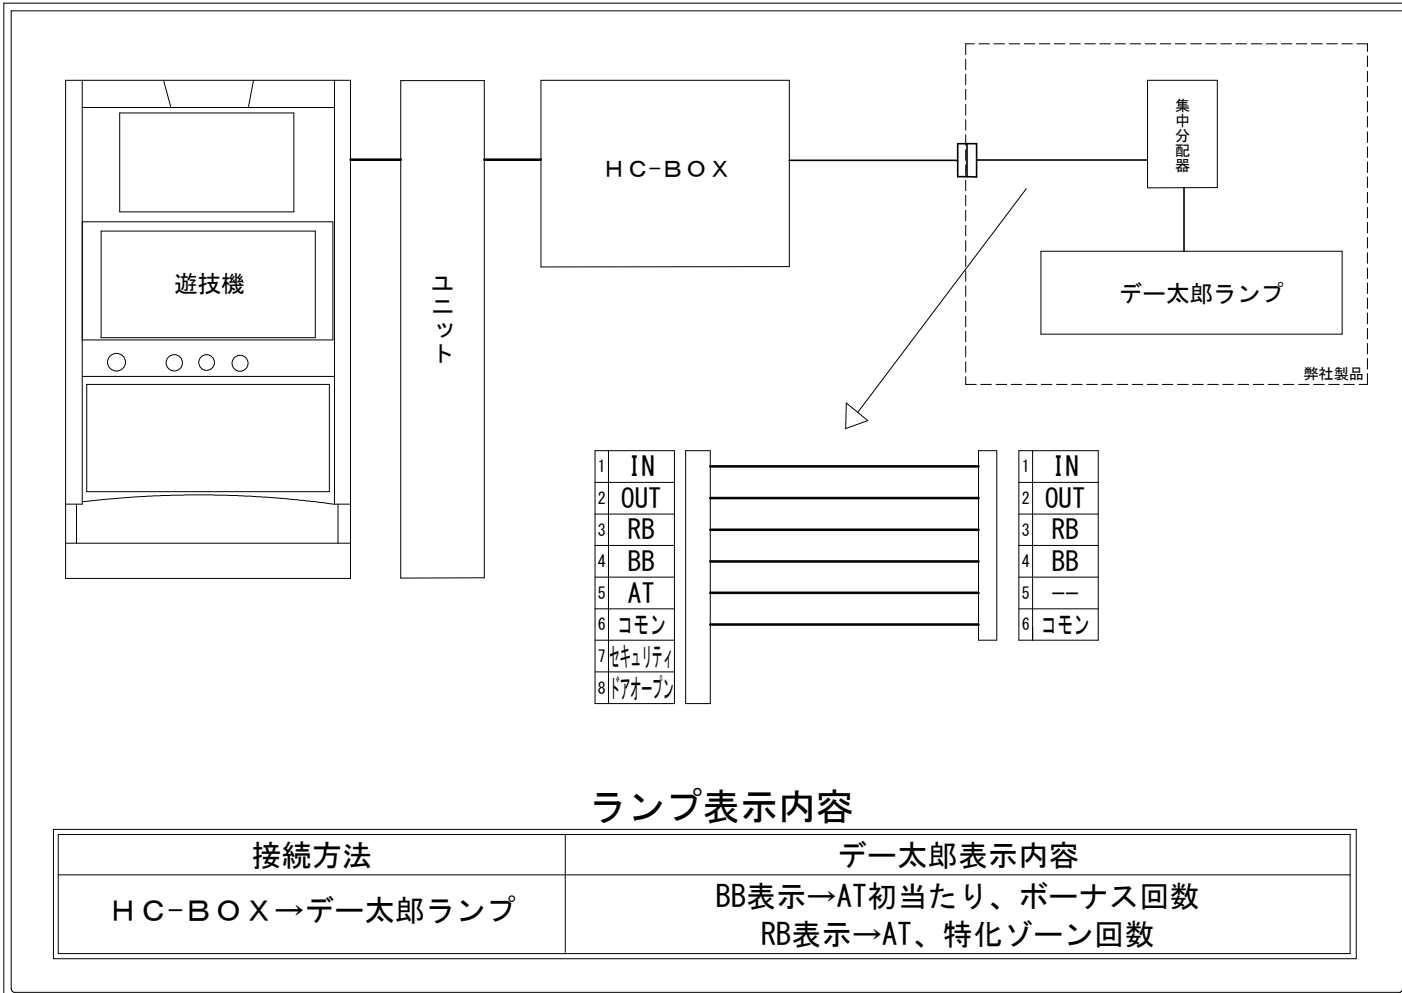 遊技機
ユニット
HC-BOX
集中分配器
デー太郎ランプ
弊社製品
1 IN
2 OUT
3 RB
4 BB
5 AT
6 コモン
7 セキュリティ
8 ドアオープン
1 IN
2 OUT
3 RB
4 BB
5 --
6 コモン
ランプ表示内容
接続方法 デー太郎表示内容
HC-BOX→デー太郎ランプ BB表示→AT初当たり、ボーナス回数
RB表示→AT、特化ゾーン回数